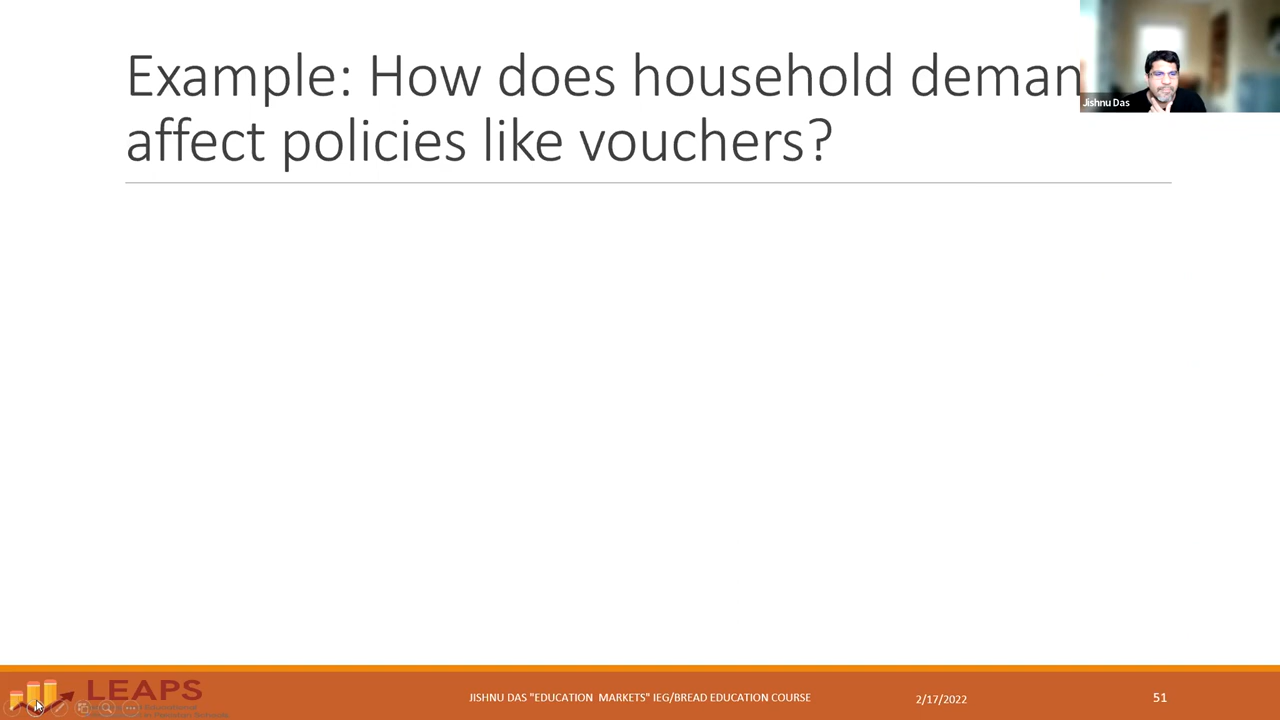 Example: How does household deman
affect policies like vouchers?
Jishnu Das
LEAPS
JISHNU DAS "EDUCATION MARKETS" IEG/BREAD EDUCATION COURSE
2/17/2022
51